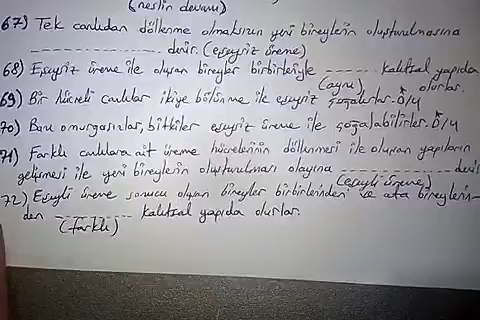 (neslin devamı)
67) Tek canlıdan döllenme olmaksızın yeni bireylerin oluşturulmasına
------------ denir. (eşeysiz üreme)
68) Eşeysiz üreme ile oluşan bireyler birbirleriyle ------ kalıtsal yapıda
(aynı) olurlar.
69) Bir hücreli canlılar ikiye bölünme ile eşeysiz çoğalırlar. D/Y
70) Bazı omurgasızlar, bitkiler eşeysiz üreme ile çoğalabilirler. D/Y
71) Farklı canlılara ait üreme hücrelerinin döllenmesi ile oluşan yapıların
gelişmesi ile yeni bireylerin oluşturulması olayına ------------ denir
(eşeyli üreme)
72) Eşeyli üreme sonucu oluşan bireyler birbirlerinden ve ata bireylerin-
den --------- kalıtsal yapıda olurlar.
(farklı)